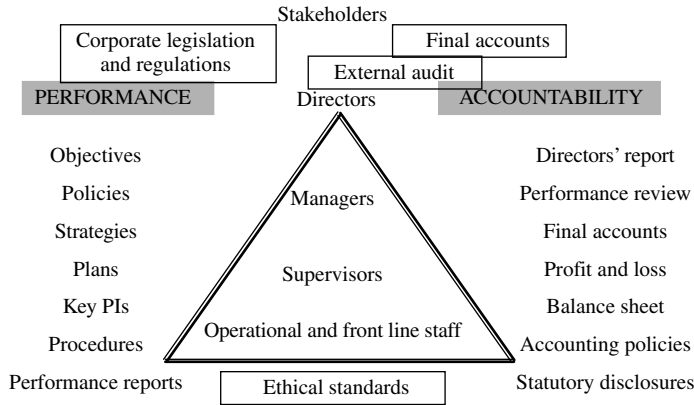 Stakeholders
Corporate legislation
and regulations
Final accounts
External audit
PERFORMANCE
Directors
ACCOUNTABILITY
Objectives
Policies
Strategies
Plans
Key PIs
Procedures
Performance reports
Managers
Supervisors
Operational and front line staff
Ethical standards
Directors’ report
Performance review
Final accounts
Profit and loss
Balance sheet
Accounting policies
Statutory disclosures